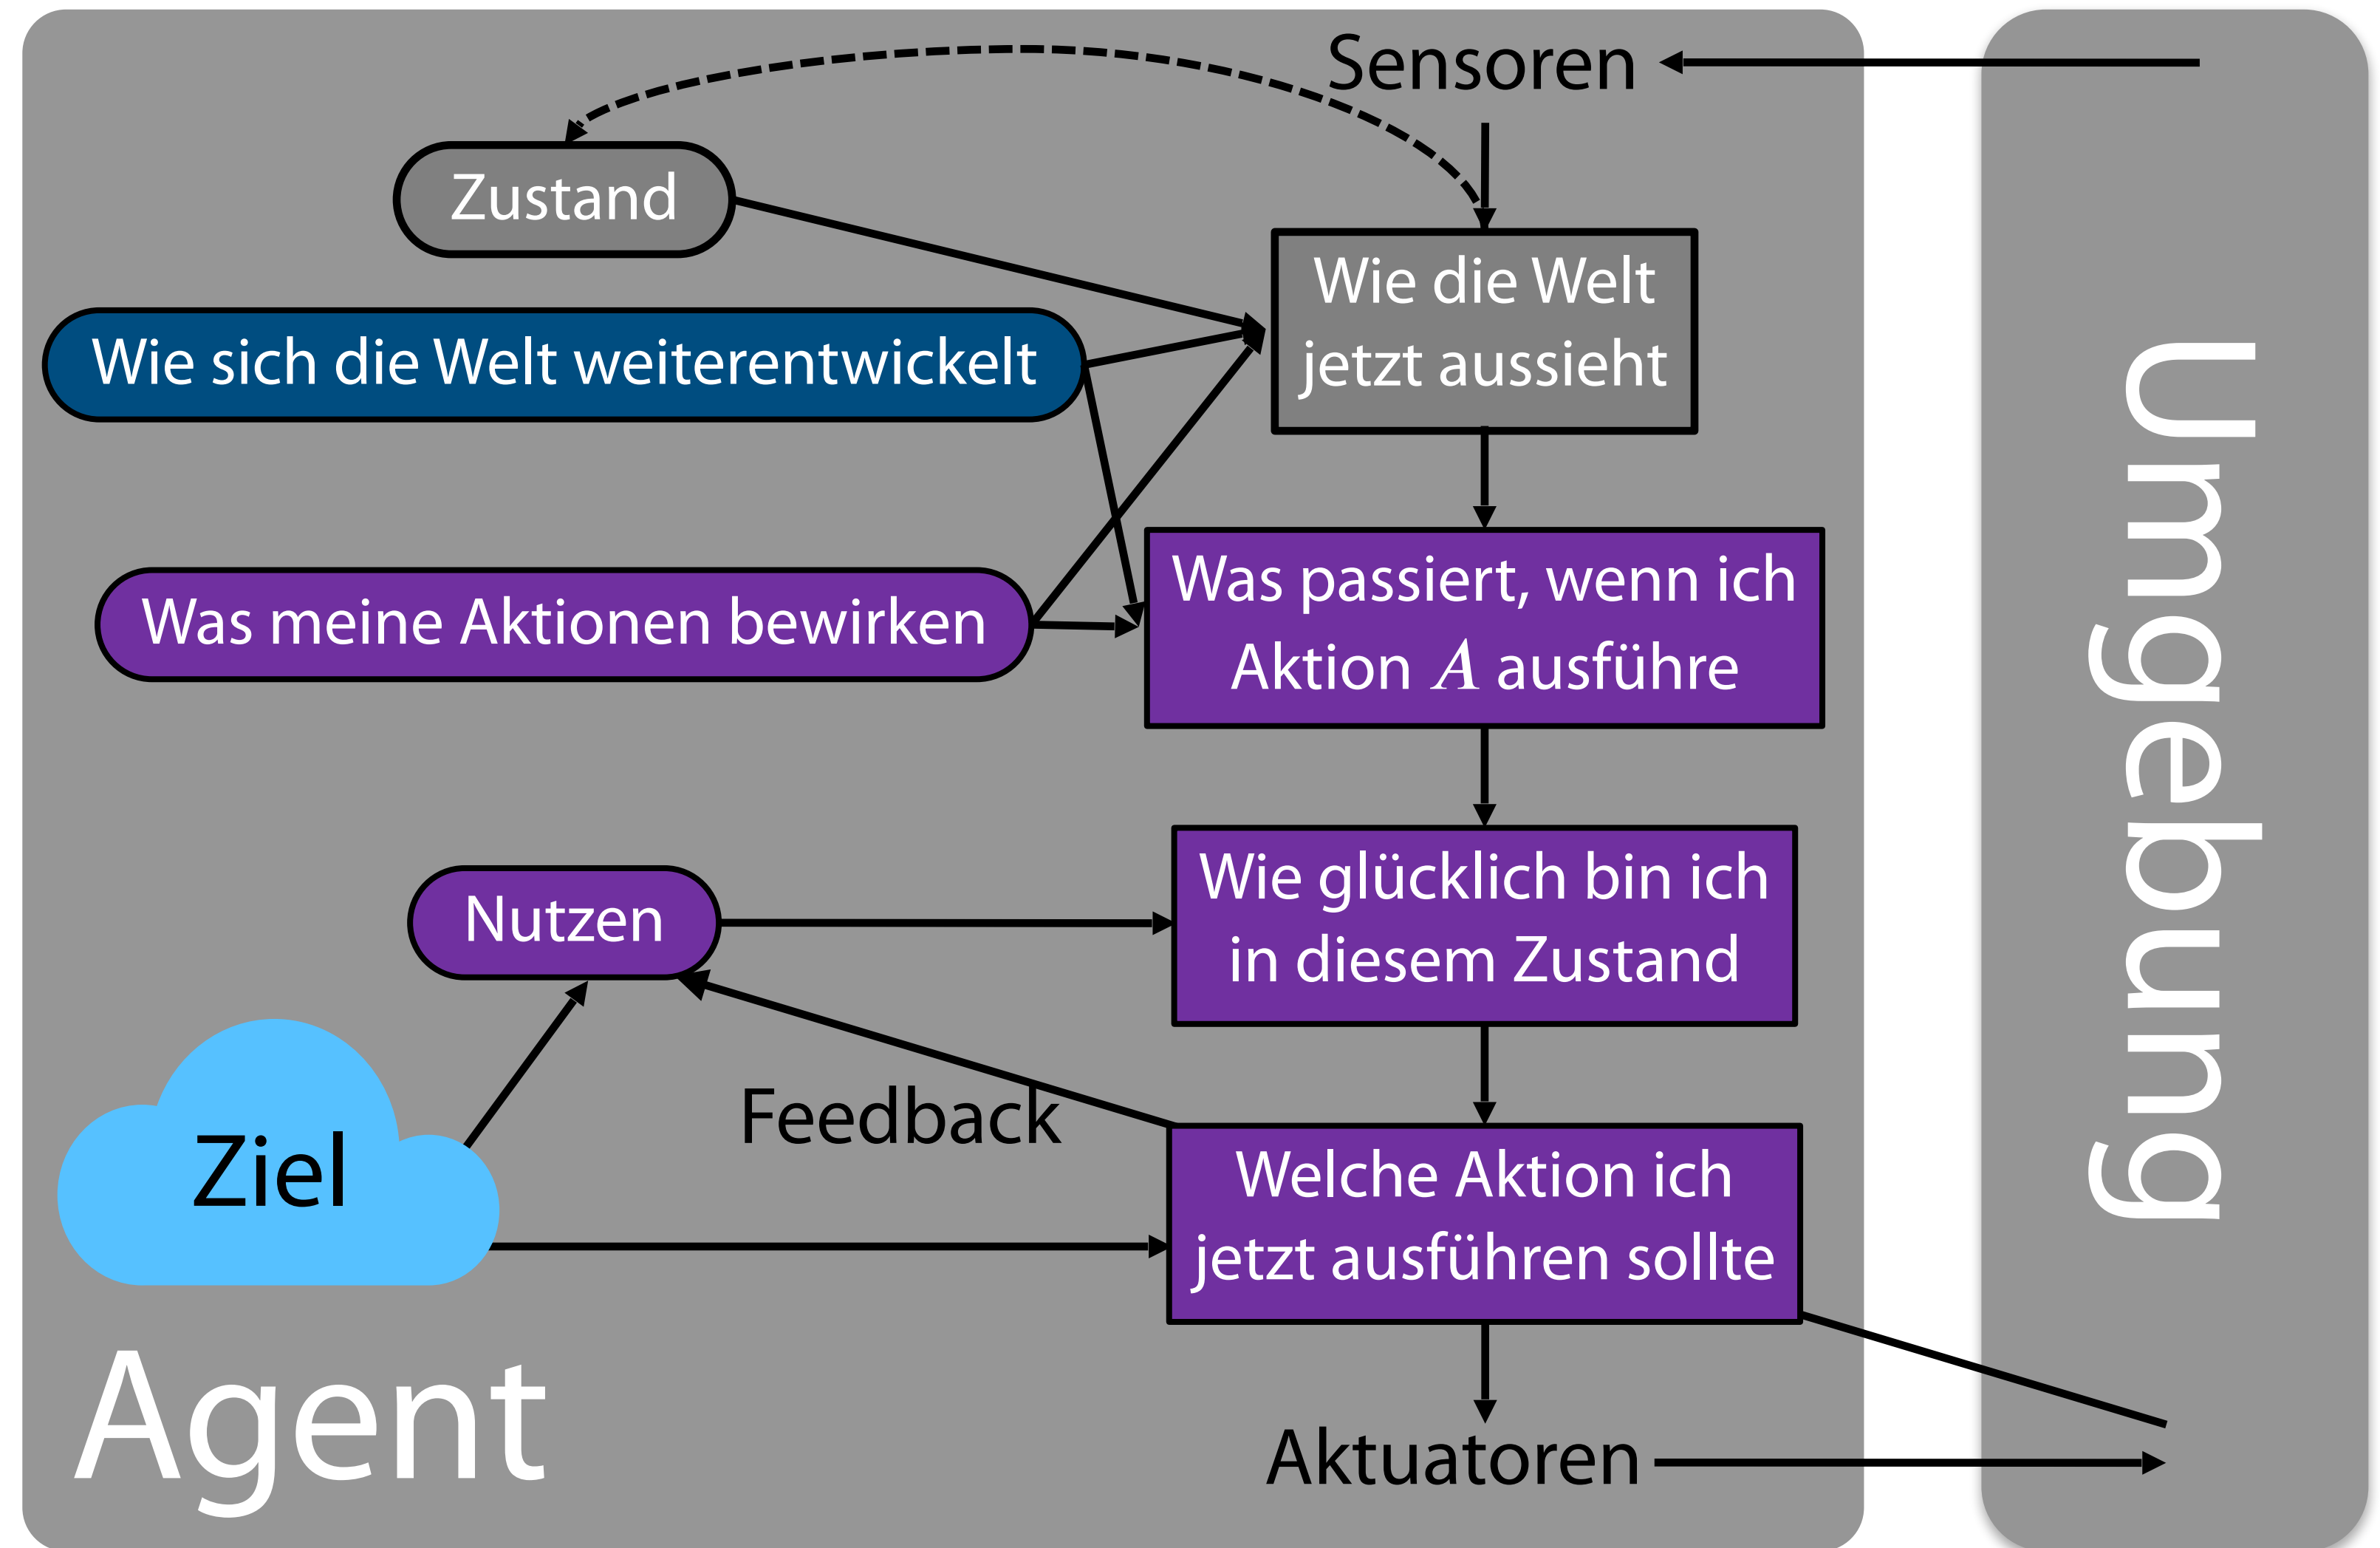 Sensoren
Zustand
Wie die Welt
jetzt aussieht
Wie sich die Welt weiterentwickelt
Was meine Aktionen bewirken
Was passiert, wenn ich
Aktion A ausführe
Nutzen
Wie glücklich bin ich
in diesem Zustand
Feedback
Ziel
Welche Aktion ich
jetzt ausführen sollte
Agent
Aktuatoren
Umgebung